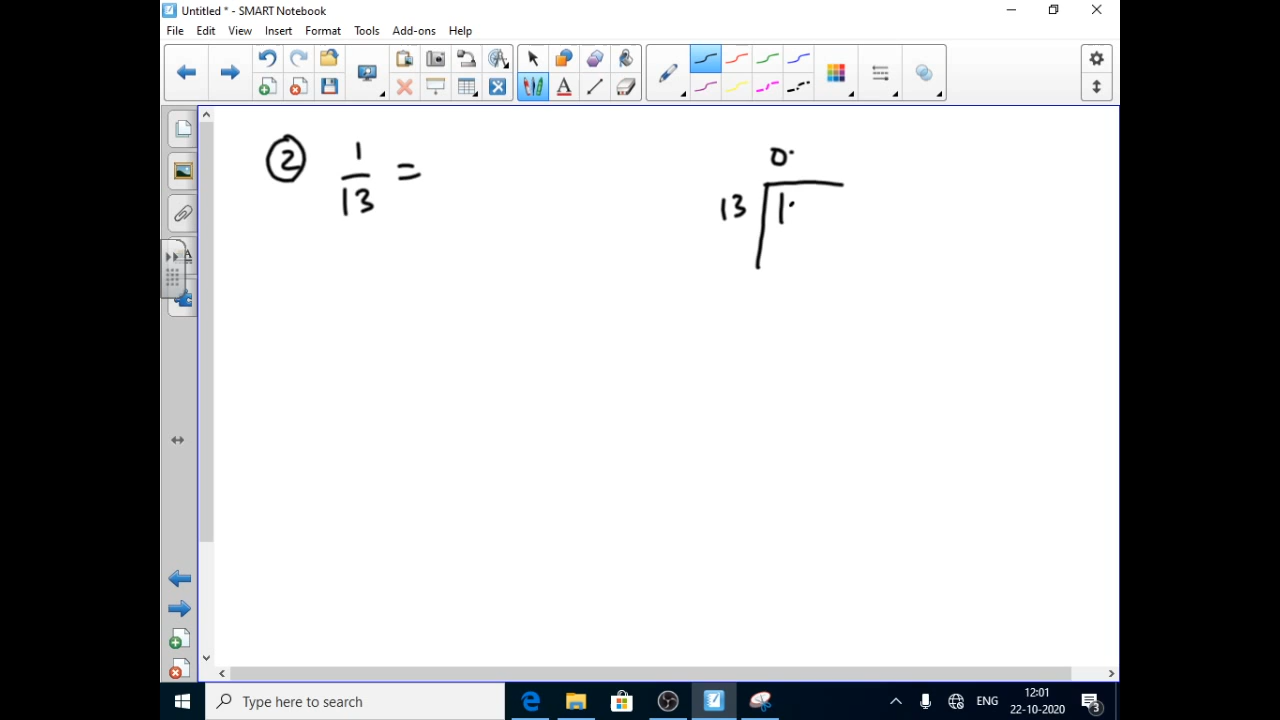 Untitled * - SMART Notebook
File Edit View Insert Format Tools Add-ons Help
② 1/13 =
0.
13 1.
Type here to search
ENG
12:01
22-10-2020
3